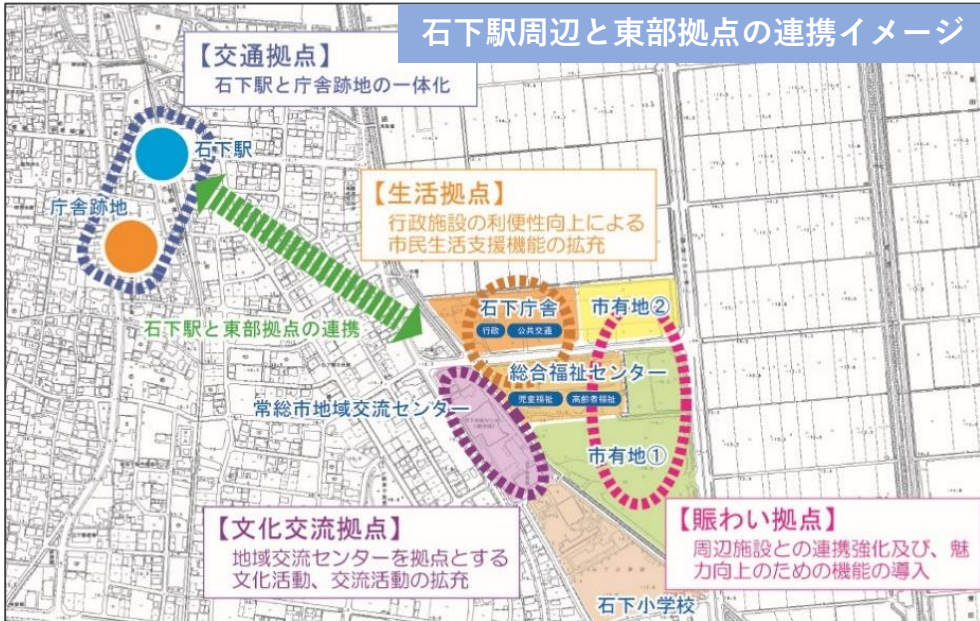 石下駅周辺と東部拠点の連携イメージ
【交通拠点】
石下駅と庁舎跡地の一体化
石下駅
庁舎跡地
【生活拠点】
行政施設の利便性向上による
市民生活支援機能の拡充
石下駅と東部拠点の連携
石下庁舎
行政
公共交通
市有地②
総合福祉センター
児童福祉
高齢者福祉
常総市地域交流センター
市有地①
【文化交流拠点】
地域交流センターを拠点とする
文化活動、交流活動の拡充
【賑わい拠点】
周辺施設との連携強化及び、魅
力向上のための機能の導入
石下小学校